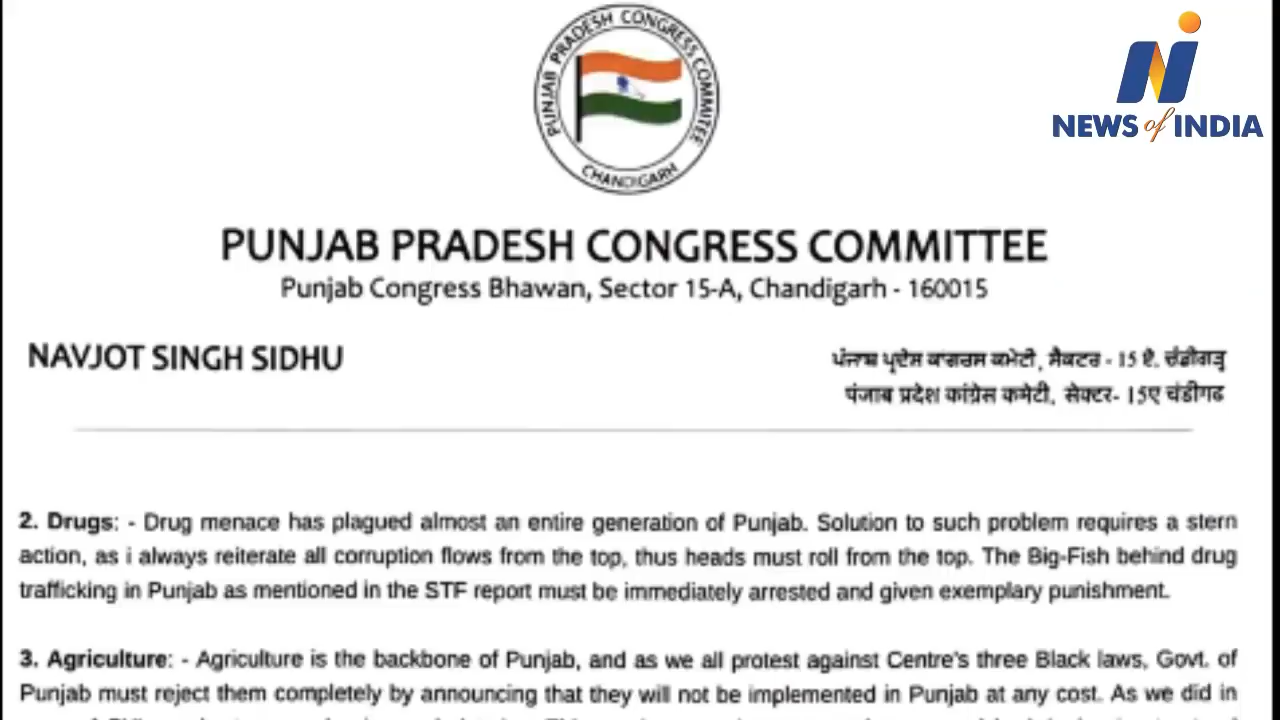 PUNJAB PRADESH CONGRESS COMMITTEE
CHANDIGARH
NEWS of INDIA
PUNJAB PRADESH CONGRESS COMMITTEE
Punjab Congress Bhawan, Sector 15-A, Chandigarh - 160015
NAVJOT SINGH SIDHU
ਪੰਜਾਬ ਪ੍ਰਦੇਸ਼ ਕਾਂਗਰਸ ਕਮੇਟੀ, ਸੈਕਟਰ - 15 ਏ, ਚੰਡੀਗੜ੍ਹ
पंजाब प्रदेश कांग्रेस कमेटी, सेक्टर- 15ए चंडीगढ
2. Drugs: - Drug menace has plagued almost an entire generation of Punjab. Solution to such problem requires a stern
action, as i always reiterate all corruption flows from the top, thus heads must roll from the top. The Big-Fish behind drug
trafficking in Punjab as mentioned in the STF report must be immediately arrested and given exemplary punishment.
3. Agriculture: - Agriculture is the backbone of Punjab, and as we all protest against Centre's three Black laws, Govt. of
Punjab must reject them completely by announcing that they will not be implemented in Punjab at any cost. As we did in